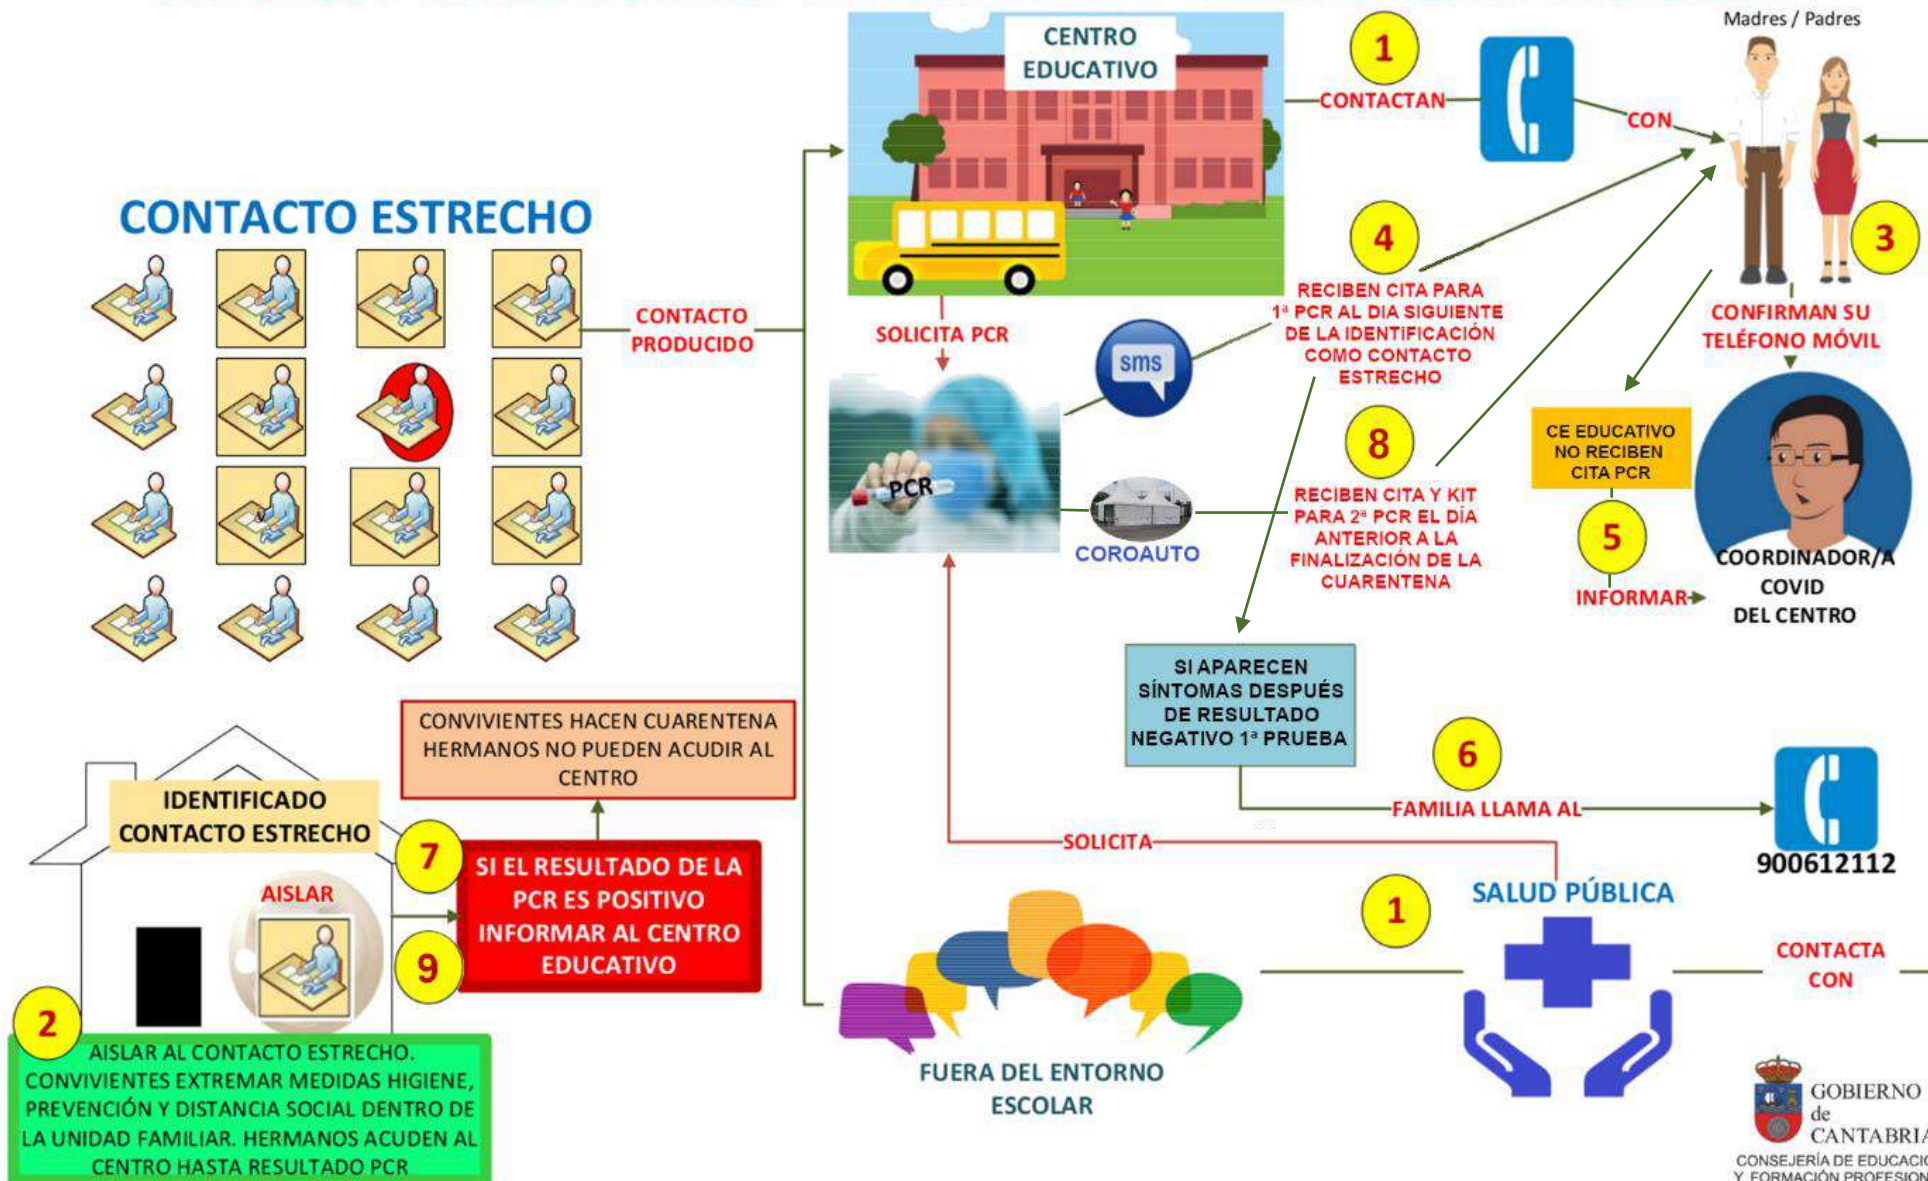 CENTRO
EDUCATIVO
1
CONTACTAN
CON
Madres / Padres
CONTACTO ESTRECHO
CONTACTO
PRODUCIDO
SOLICITA PCR
sms
PCR
COROAUTO
4
RECIBEN CITA PARA
1ª PCR AL DIA SIGUIENTE
DE LA IDENTIFICACIÓN
COMO CONTACTO
ESTRECHO
3
CONFIRMAN SU
TELÉFONO MÓVIL
8
RECIBEN CITA Y KIT
PARA 2ª PCR EL DÍA
ANTERIOR A LA
FINALIZACIÓN DE LA
CUARENTENA
CE EDUCATIVO
NO RECIBEN
CITA PCR
5
INFORMAR
COORDINADOR/A
COVID
DEL CENTRO
SI APARECEN
SÍNTOMAS DESPUÉS
DE RESULTADO
NEGATIVO 1ª PRUEBA
6
FAMILIA LLAMA AL
900612112
CONVIVIENTES HACEN CUARENTENA
HERMANOS NO PUEDEN ACUDIR AL
CENTRO
IDENTIFICADO
CONTACTO ESTRECHO
7
AISLAR
9
SI EL RESULTADO DE LA
PCR ES POSITIVO
INFORMAR AL CENTRO
EDUCATIVO
2
AISLAR AL CONTACTO ESTRECHO.
CONVIVIENTES EXTREMAR MEDIDAS HIGIENE,
PREVENCIÓN Y DISTANCIA SOCIAL DENTRO DE
LA UNIDAD FAMILIAR. HERMANOS ACUDEN AL
CENTRO HASTA RESULTADO PCR
SOLICITA
FUERA DEL ENTORNO
ESCOLAR
1
SALUD PÚBLICA
CONTACTA
CON
GOBIERNO
de
CANTABRIA
CONSEJERÍA DE EDUCACIÓ
Y FORMACIÓN PROFESION